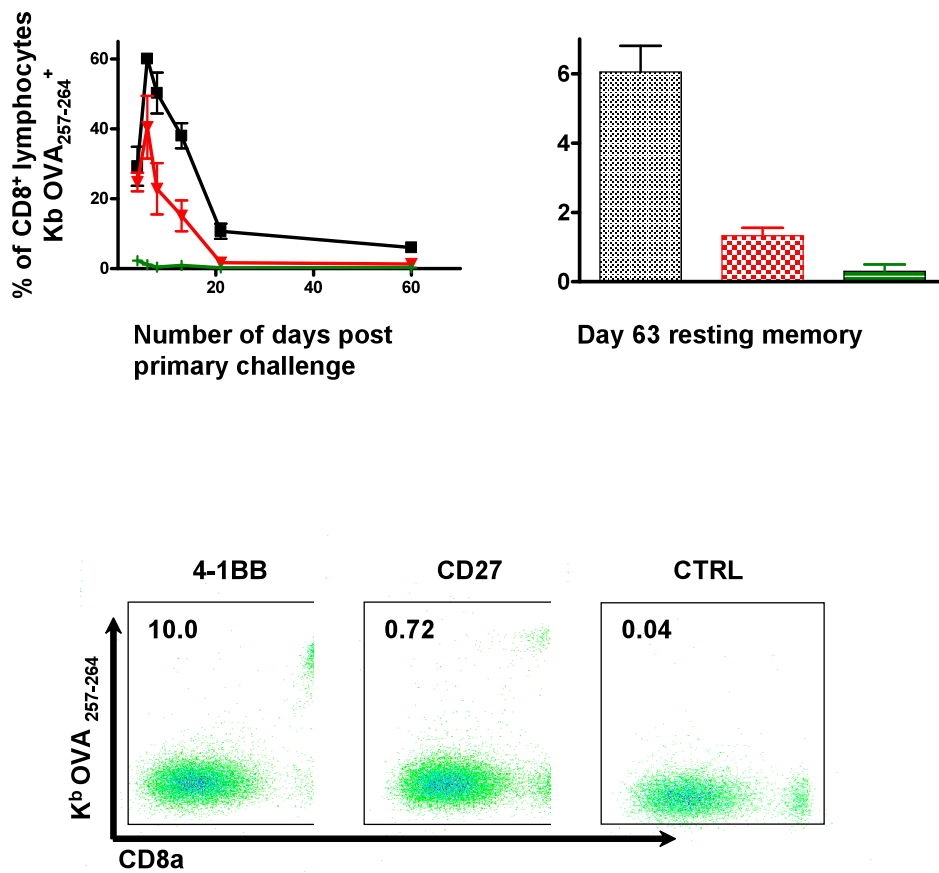 % of CD8+ lymphocytes
Kb OVA257-264+
60
40
20
0
20
40
60
Number of days post
primary challenge
6
4
2
0
Day 63 resting memory
4-1BB
CD27
CTRL
10.0
0.72
0.04
Kb OVA 257-264
CD8a